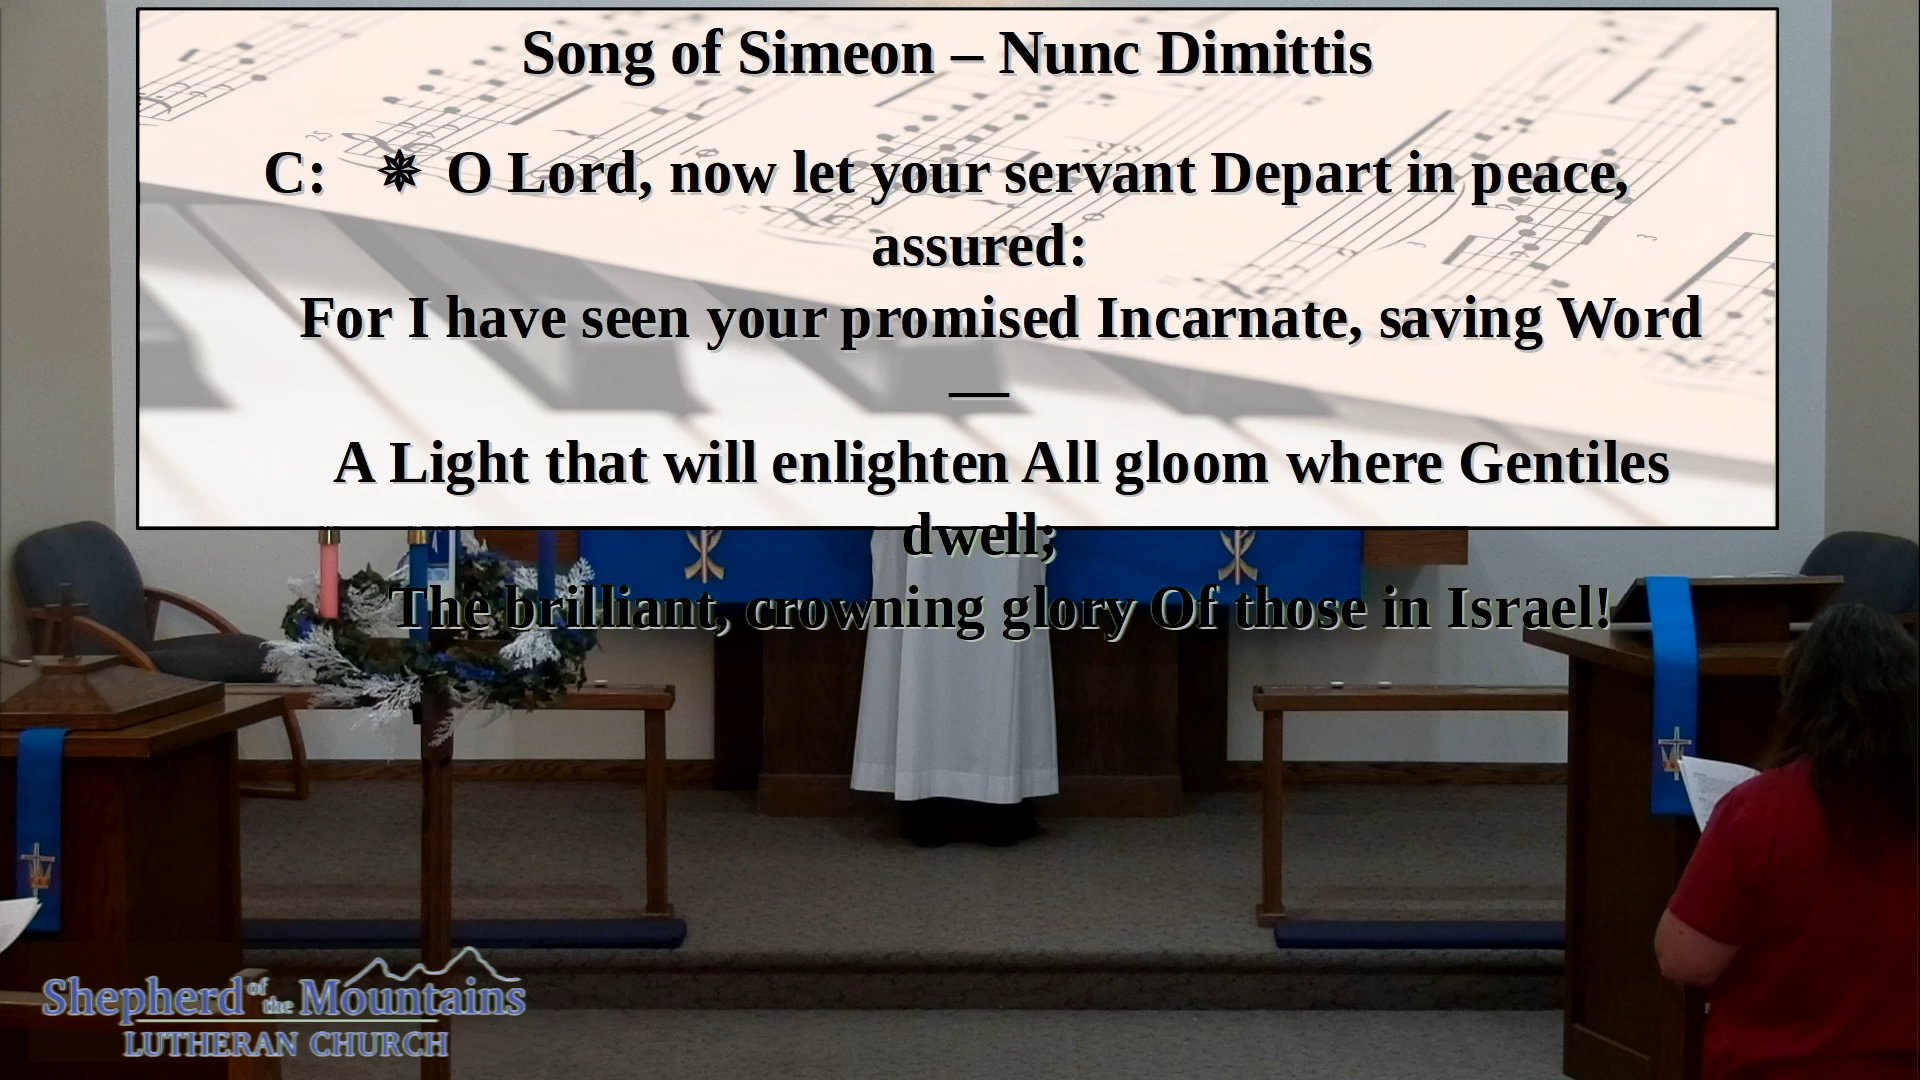 Song of Simeon – Nunc Dimittis
C: ✵ O Lord, now let your servant Depart in peace,
assured:
For I have seen your promised Incarnate, saving Word
—
A Light that will enlighten All gloom where Gentiles
dwell;
The brilliant, crowning glory Of those in Israel!
Shepherd of the Mountains
LUTHERAN CHURCH